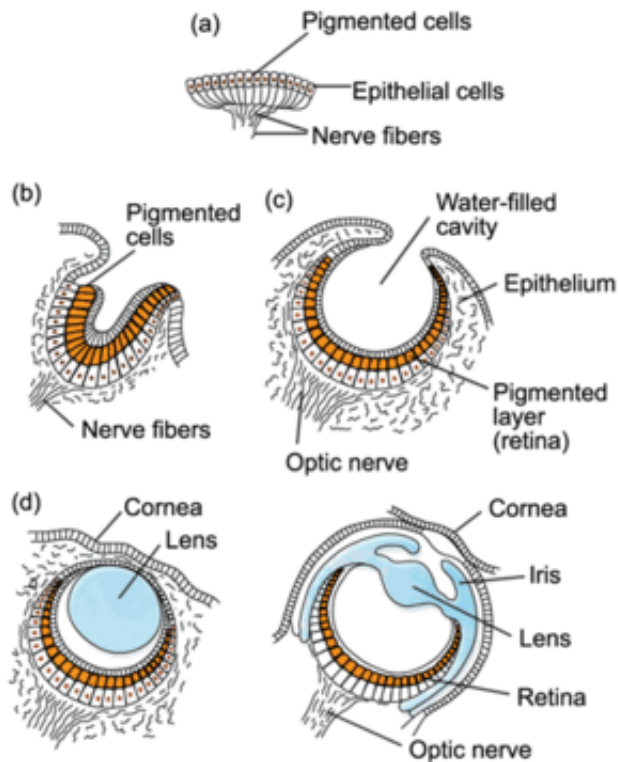 (a)
Pigmented cells
Epithelial cells
Nerve fibers
(b)
Pigmented
cells
Nerve fibers
(c)
Water-filled
cavity
Epithelium
Pigmented
layer
(retina)
Optic nerve
(d)
Cornea
Lens
Cornea
Iris
Lens
Retina
Optic nerve